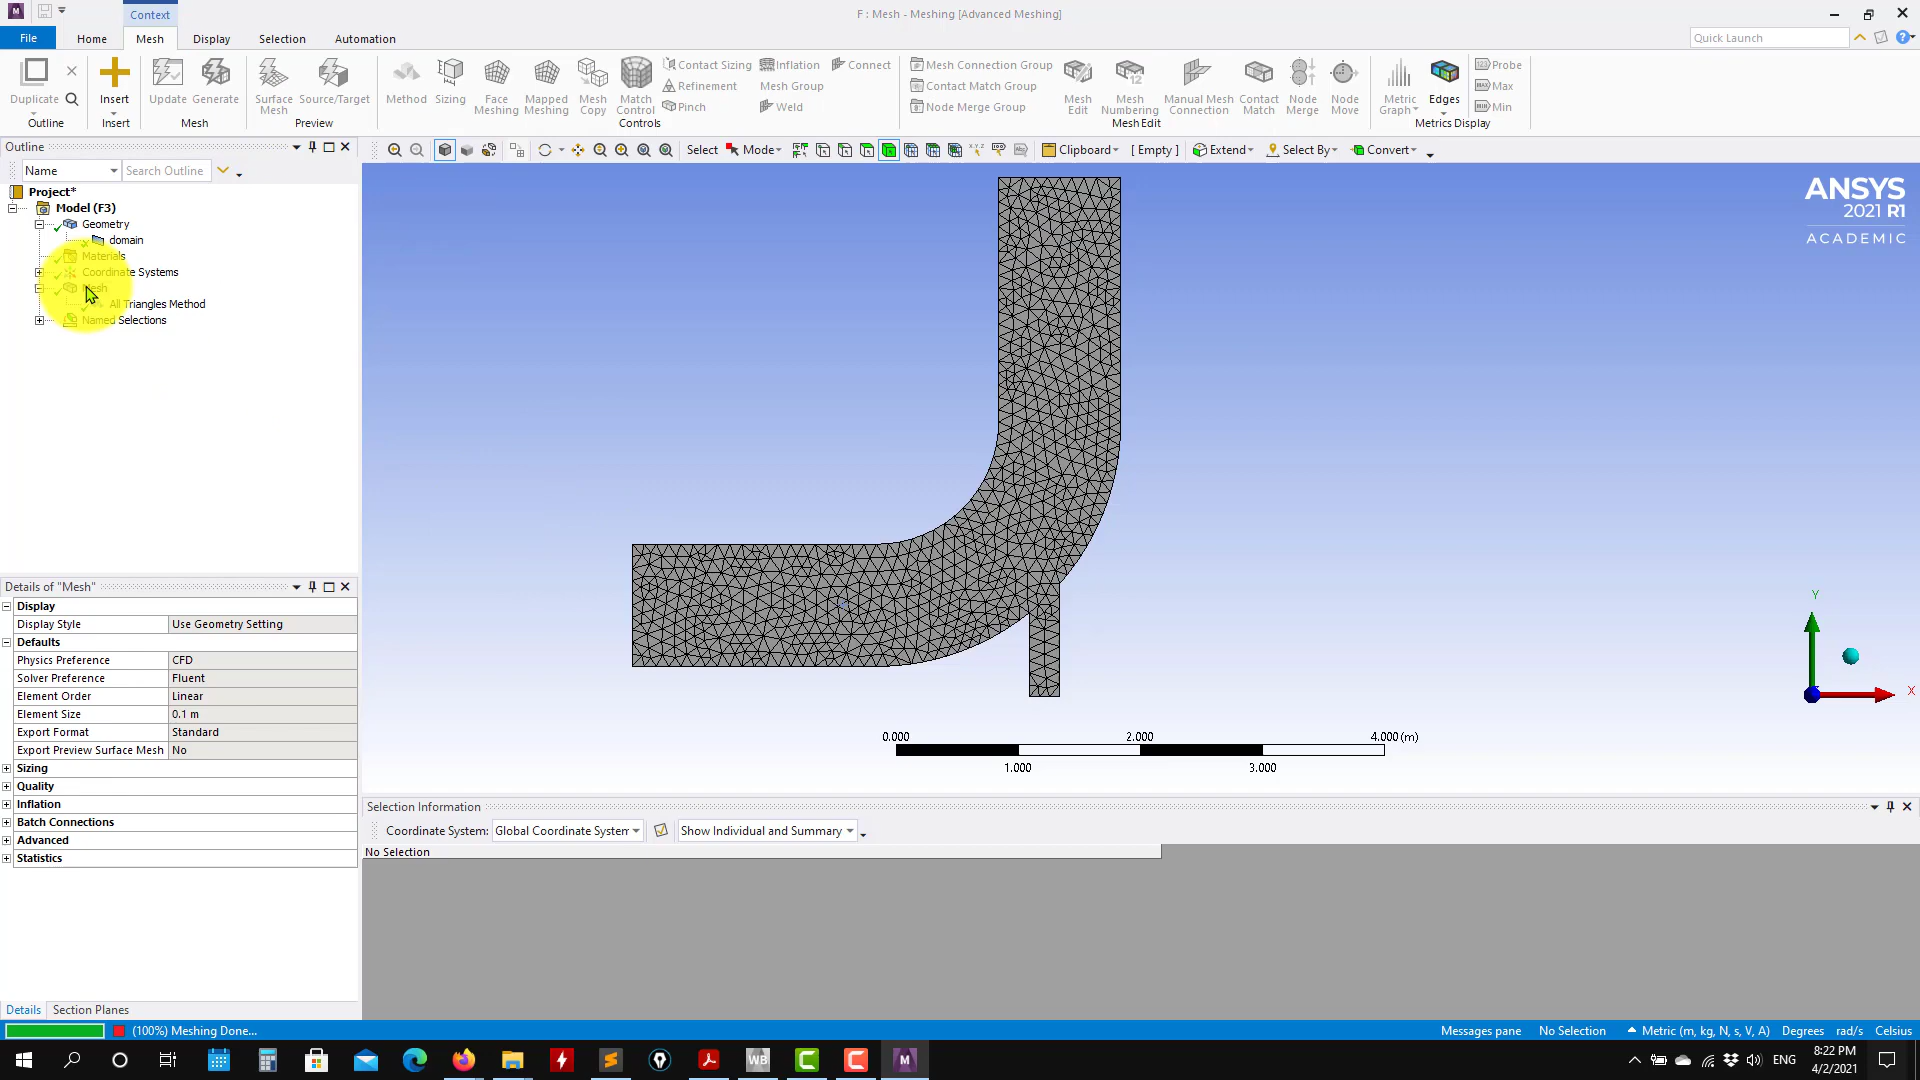 Context
F : Mesh - Meshing [Advanced Meshing]
File
Home
Mesh
Display
Selection
Automation
Quick Launch
Duplicate
Outline
Insert
Insert
Update
Generate
Mesh
Surface Mesh
Source/Target
Preview
Method
Sizing
Face Meshing
Mapped Meshing
Mesh Copy
Match Control
Contact Sizing
Refinement
Pinch
Inflation
Mesh Group
Weld
Connect
Controls
Mesh Connection Group
Contact Match Group
Node Merge Group
Mesh Edit
Mesh Numbering
Manual Mesh Connection
Contact Match
Node Merge
Node Move
Mesh Edit
Metric Graph
Edges
Probe
Max
Min
Metrics Display
Outline
Name
Search Outline
Select
Mode
Clipboard
[ Empty ]
Extend
Select By
Convert
Project*
Model (F3)
Geometry
domain
Materials
Coordinate Systems
Mesh
All Triangles Method
Named Selections
ANSYS
2021 R1
ACADEMIC
Y
X
0.000 2.000 4.000 (m)
1.000 3.000
Details of "Mesh"
Display
Display Style Use Geometry Setting
Defaults
Physics Preference CFD
Solver Preference Fluent
Element Order Linear
Element Size 0.1 m
Export Format Standard
Export Preview Surface Mesh No
Sizing
Quality
Inflation
Batch Connections
Advanced
Statistics
Selection Information
Coordinate System: Global Coordinate System
Show Individual and Summary
No Selection
Details
Section Planes
(100%) Meshing Done...
Messages pane
No Selection
Metric (m, kg, N, s, V, A)
Degrees
rad/s
Celsius
WB
M
ENG
8:22 PM
4/2/2021